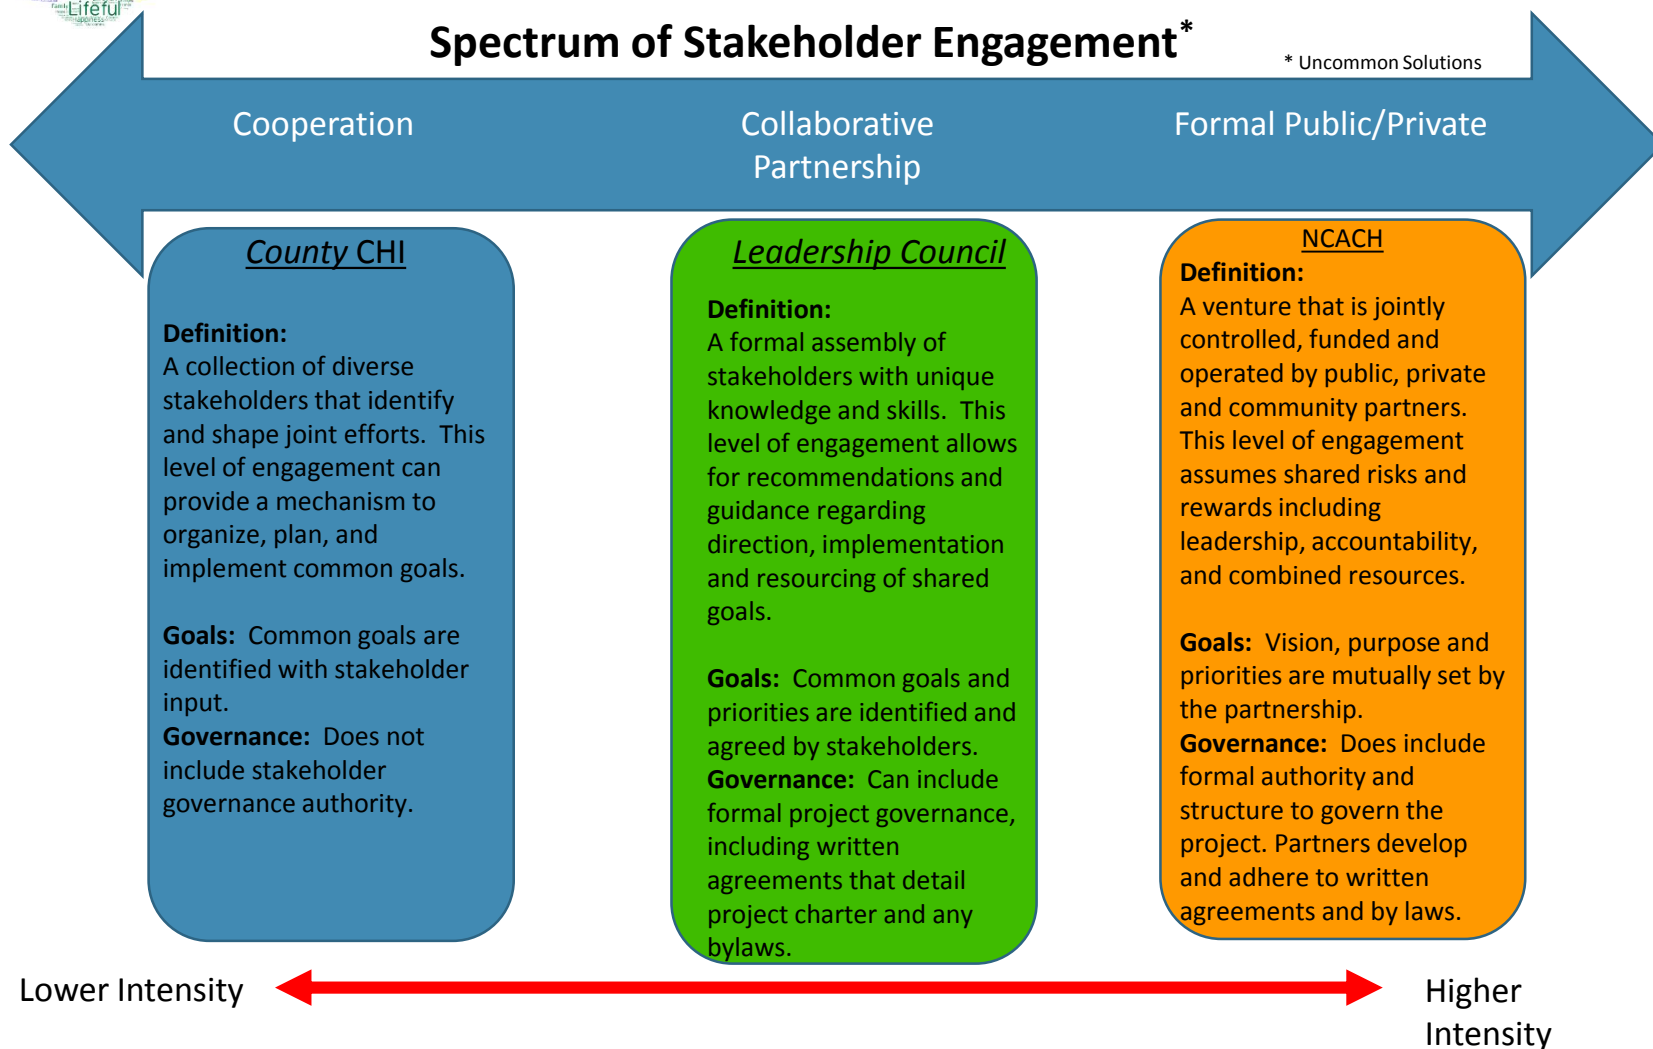 Family
Lifeful
Happiness
Spectrum of Stakeholder Engagement*
* Uncommon Solutions
Cooperation
Collaborative
Partnership
Formal Public/Private
County CHI
Definition:
A collection of diverse
stakeholders that identify
and shape joint efforts.  This
level of engagement can
provide a mechanism to
organize, plan, and
implement common goals.
Goals:  Common goals are
identified with stakeholder
input.
Governance:  Does not
include stakeholder
governance authority.
Leadership Council
Definition:
A formal assembly of
stakeholders with unique
knowledge and skills.  This
level of engagement allows
for recommendations and
guidance regarding
direction, implementation
and resourcing of shared
goals.
Goals:  Common goals and
priorities are identified and
agreed by stakeholders.
Governance:  Can include
formal project governance,
including written
agreements that detail
project charter and any
bylaws.
NCACH
Definition:
A venture that is jointly
controlled, funded and
operated by public, private
and community partners.
This level of engagement
assumes shared risks and
rewards including
leadership, accountability,
and combined resources.
Goals:  Vision, purpose and
priorities are mutually set by
the partnership.
Governance:  Does include
formal authority and
structure to govern the
project. Partners develop
and adhere to written
agreements and by laws.
Lower Intensity
Higher
Intensity